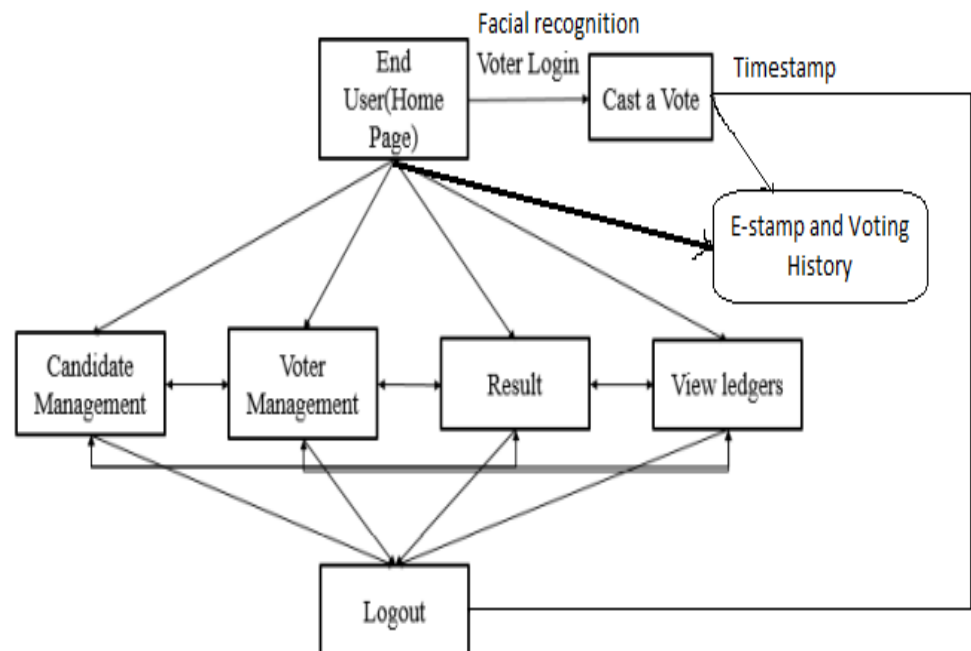 Facial recognition
End
User(Home
Page)
Voter Login
Cast a Vote
Timestamp
E-stamp and Voting
History
Candidate
Management
Voter
Management
Result
View ledgers
Logout